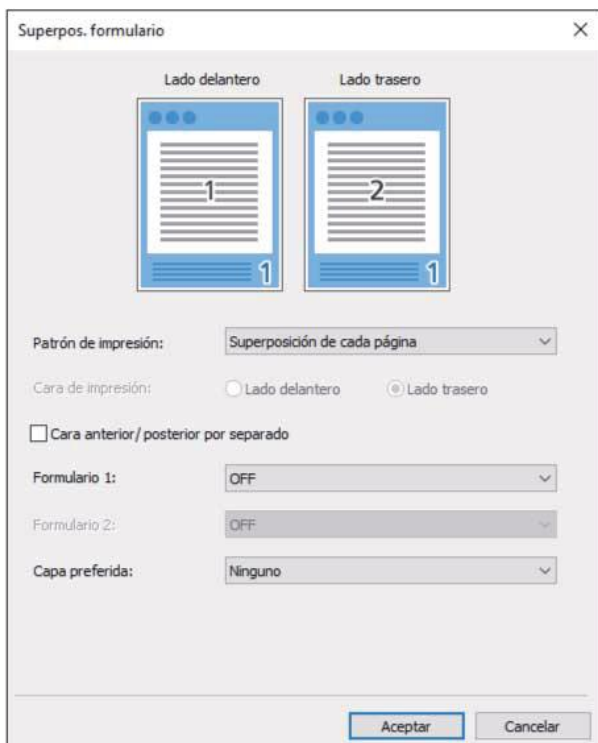 Superpos. formulario
Lado delantero Lado trasero
1 2
1 1
Patrón de impresión: Superposición de cada página
Cara de impresión: Lado delantero Lado trasero
Cara anterior/posterior por separado
Formulario 1: OFF
Formulario 2: OFF
Capa preferida: Ninguno
Aceptar Cancelar